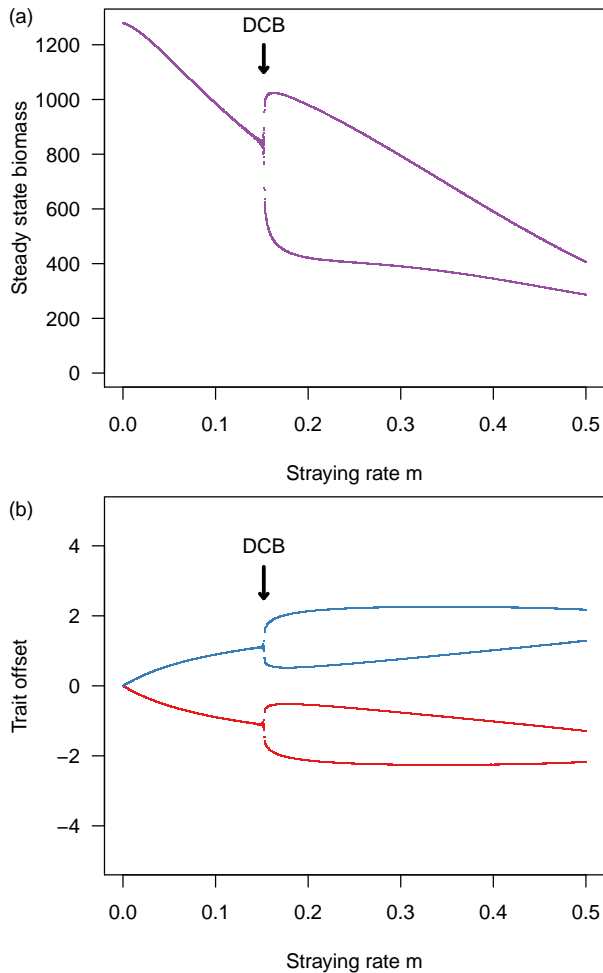 (a)
DCB
Steady state biomass
1200
1000
800
600
400
200
0
0.0 0.1 0.2 0.3 0.4 0.5
Straying rate m
(b)
DCB
Trait offset
4
2
0
−2
−4
0.0 0.1 0.2 0.3 0.4 0.5
Straying rate m